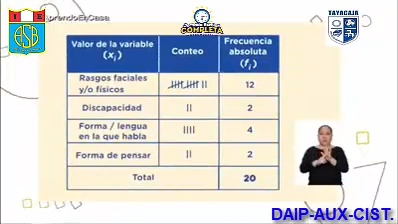 I E
ASB
#AprendoEnCasa
COMPLETA
TAYACAJA
Valor de la variable (xᵢ) Conteo Frecuencia absoluta (fᵢ)
Rasgos faciales y/o físicos 12
Discapacidad || 2
Forma / lengua en la que habla |||| 4
Forma de pensar || 2
Total 20
DAIP-AUX-CIST.